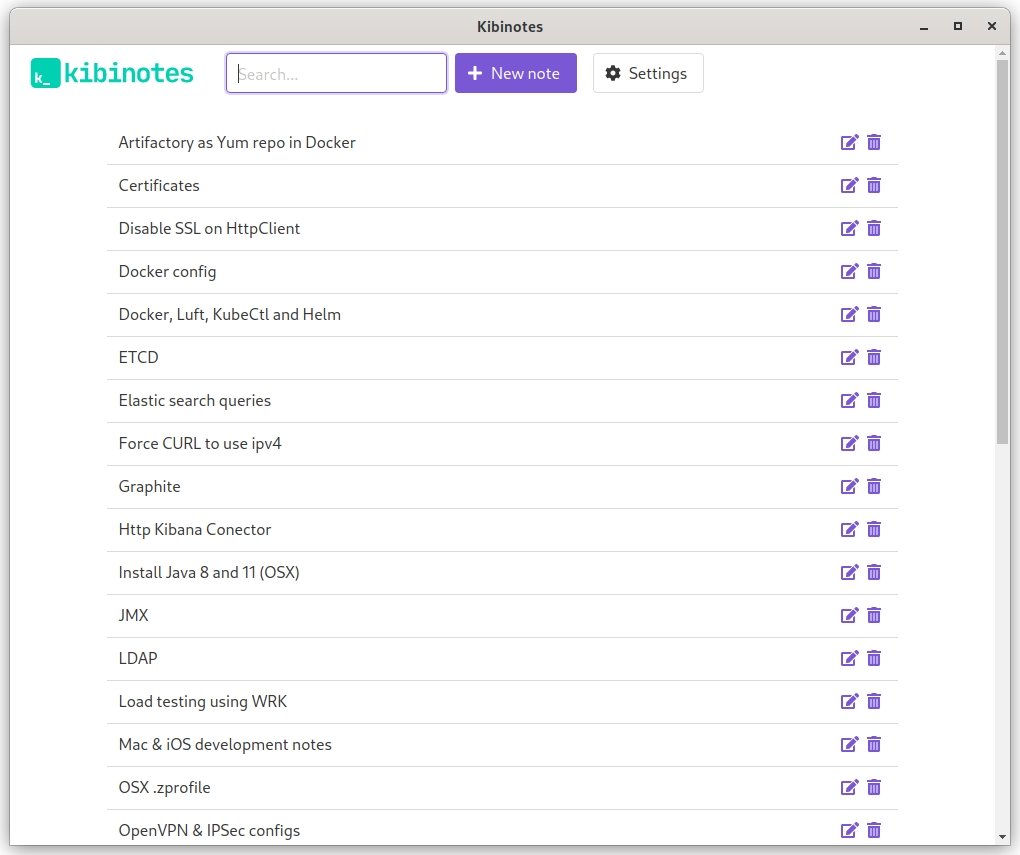 Kibinotes
k_ kibinotes
Search...
New note
Settings
Artifactory as Yum repo in Docker
Certificates
Disable SSL on HttpClient
Docker config
Docker, Luft, KubeCtl and Helm
ETCD
Elastic search queries
Force CURL to use ipv4
Graphite
Http Kibana Conector
Install Java 8 and 11 (OSX)
JMX
LDAP
Load testing using WRK
Mac & iOS development notes
OSX .zprofile
OpenVPN & IPSec configs